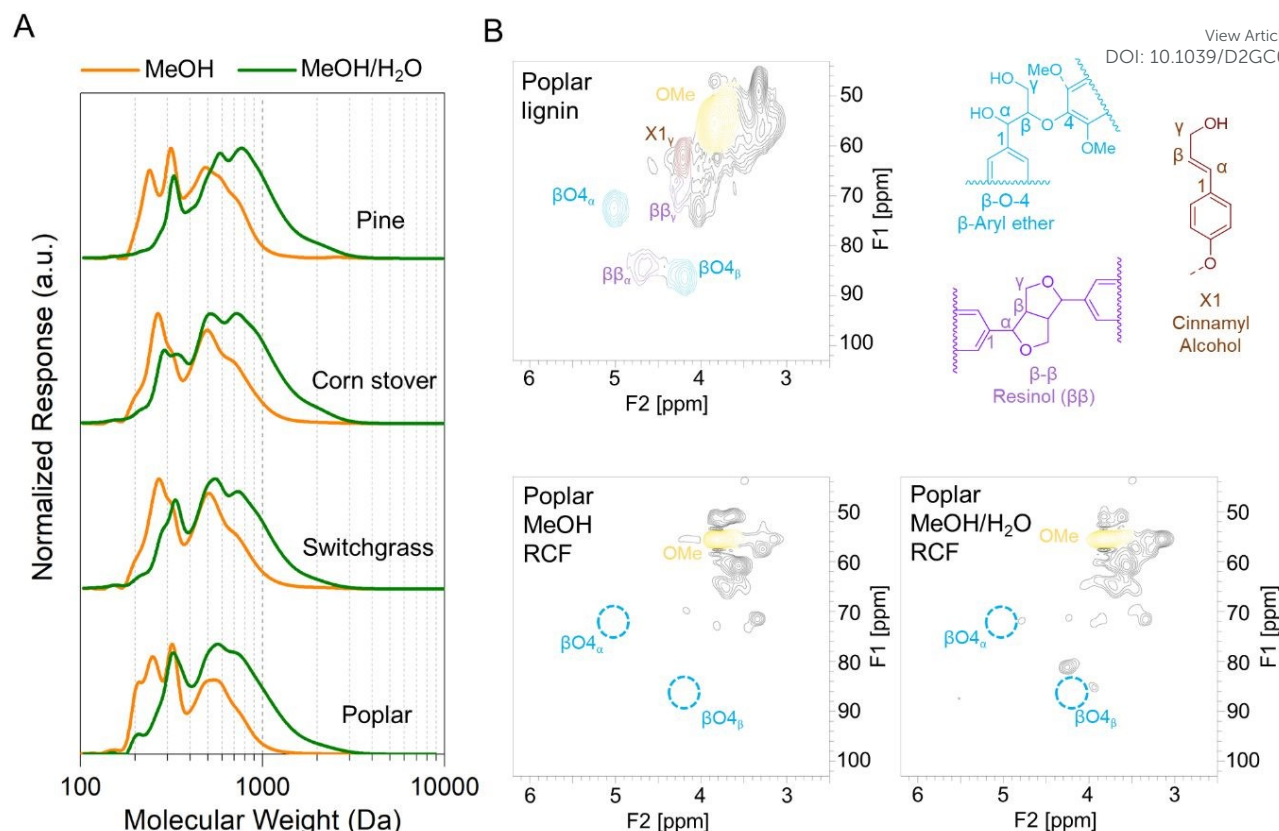 A
B
View Artic
DOI: 10.1039/D2GC
MeOH
MeOH/H₂O
Pine
Corn stover
Switchgrass
Poplar
Normalized Response (a.u.)
100
1000
10000
Molecular Weight (Da)
Poplar
lignin
OMe
X1γ
βO4α
ββγ
ββα
βO4β
50
60
70
80
90
100
F1 [ppm]
6
5
4
3
F2 [ppm]
HO
γ
MeO
HO
α
β
O
4
1
OMe
β-O-4
β-Aryl ether
γ
O
β
α
1
O
β-β
Resinol (ββ)
γ
OH
β
α
1
O
X1
Cinnamyl
Alcohol
Poplar
MeOH
RCF
OMe
βO4α
βO4β
50
60
70
80
90
100
F1 [ppm]
6
5
4
3
F2 [ppm]
Poplar
MeOH/H₂O
RCF
OMe
βO4α
βO4β
50
60
70
80
90
100
F1 [ppm]
6
5
4
3
F2 [ppm]